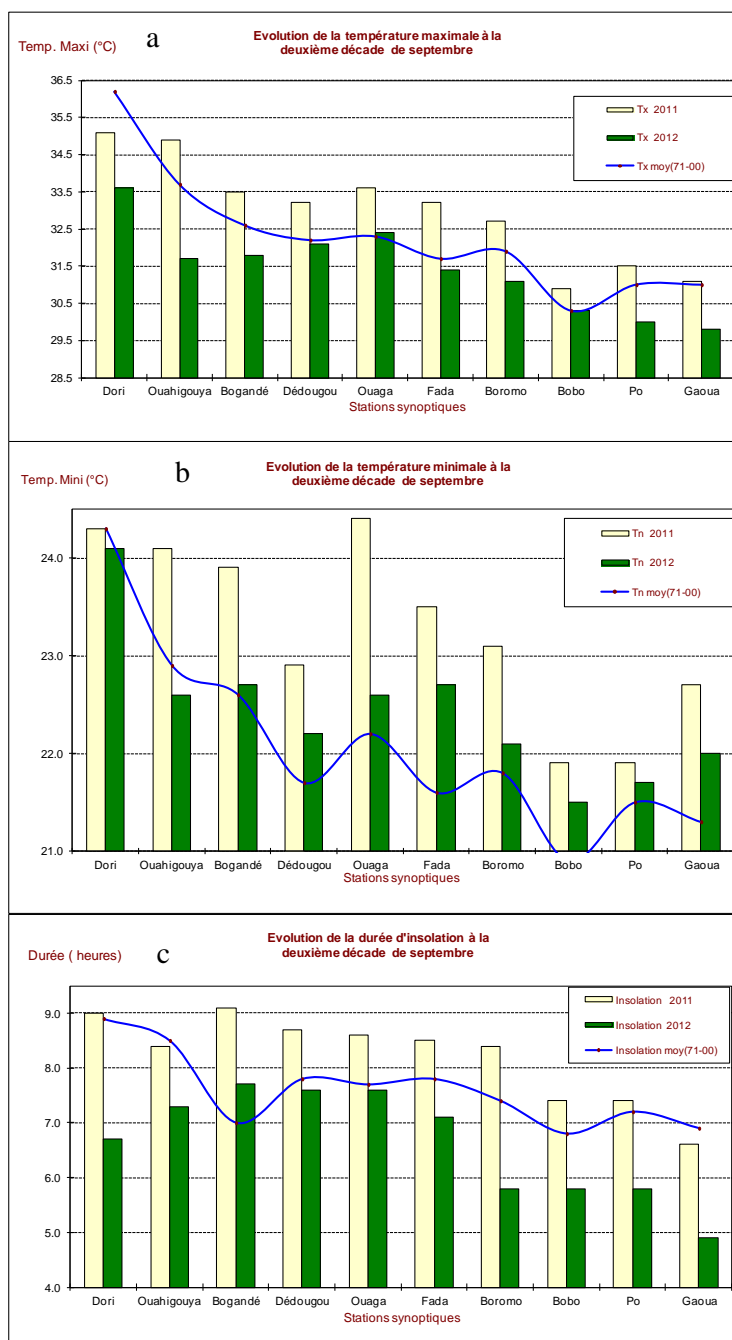 Temp. Maxi (°C)
a
Evolution de la température maximale à la
deuxième décade de septembre
36.5
35.5
34.5
33.5
32.5
31.5
30.5
29.5
28.5
Tx 2011
Tx 2012
Tx moy(71-00)
Dori Ouahigouya Bogandé Dédougou Ouaga Fada Boromo Bobo Po Gaoua
Stations synoptiques
Temp. Mini (°C)
b
Evolution de la température minimale à la
deuxième décade de septembre
24.0
23.0
22.0
21.0
Tn 2011
Tn 2012
Tn moy(71-00)
Dori Ouahigouya Bogandé Dédougou Ouaga Fada Boromo Bobo Po Gaoua
Stations synoptiques
Durée ( heures)
c
Evolution de la durée d'insolation à la
deuxième décade de septembre
9.0
8.0
7.0
6.0
5.0
4.0
Insolation 2011
Insolation 2012
Insolation moy(71-00)
Dori Ouahigouya Bogandé Dédougou Ouaga Fada Boromo Bobo Po Gaoua
Stations synoptiques